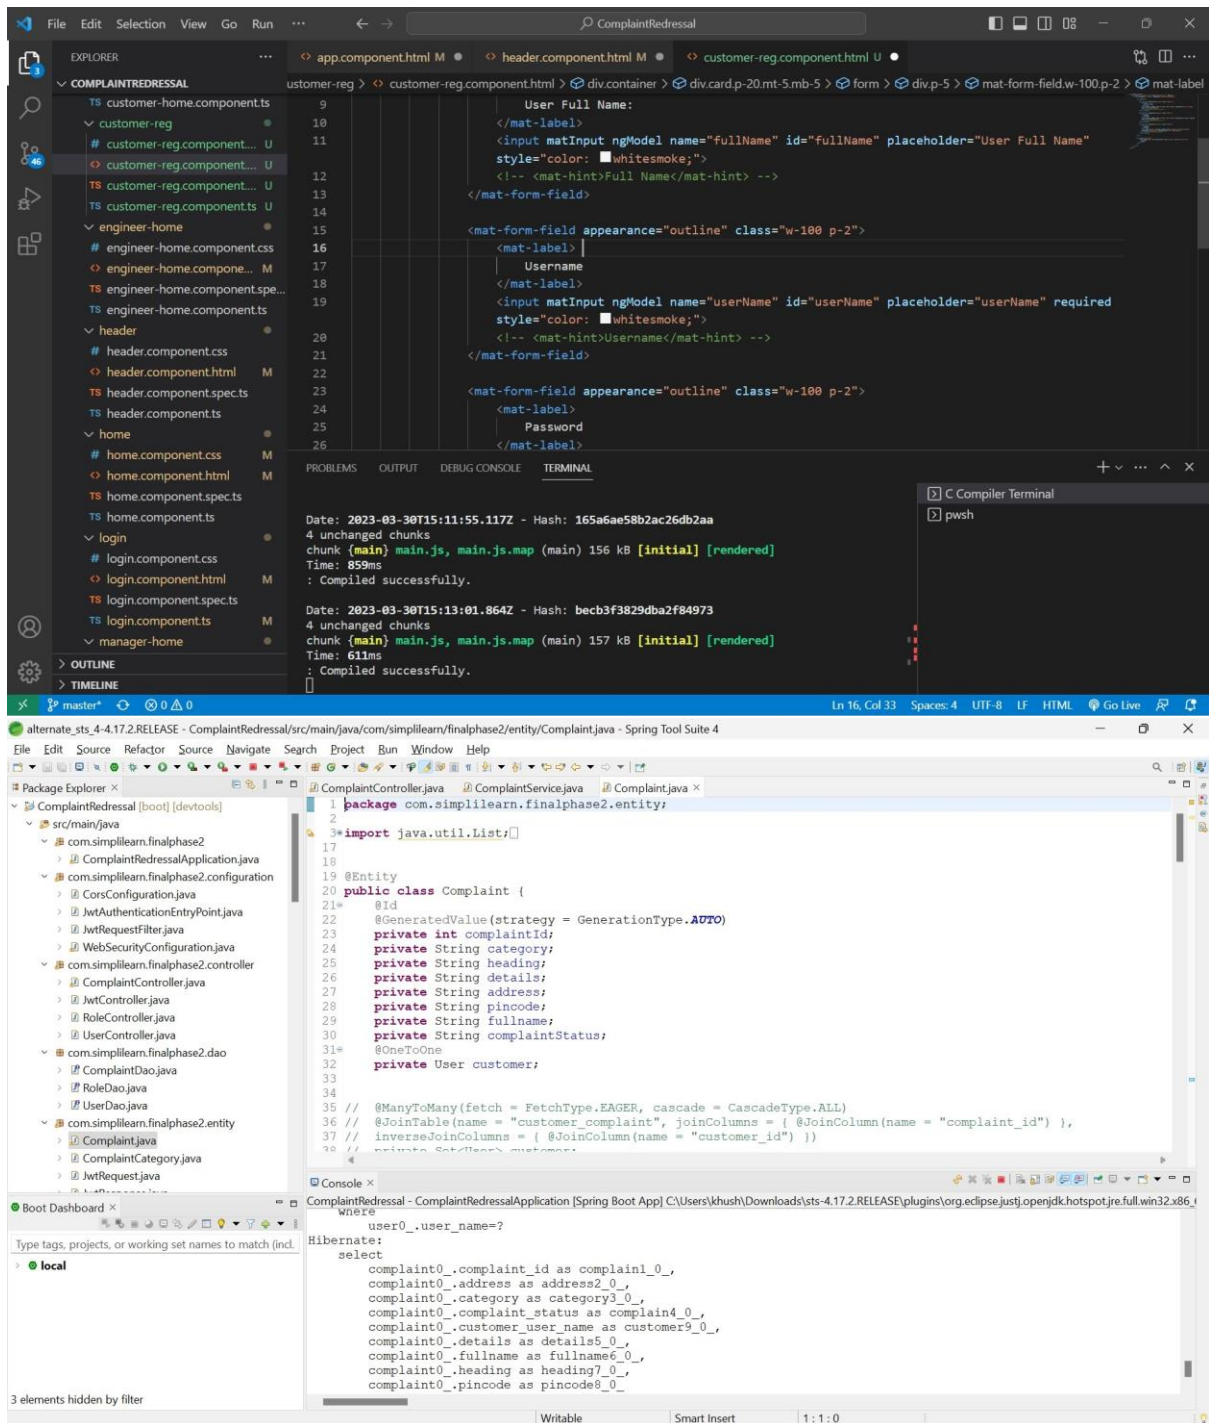 File Edit Selection View Go Run ··· ComplaintRedressal
EXPLORER ···
COMPLAINTREDRESSAL
TS customer-home.component.ts
customer-reg
# customer-reg.component.... U
<> customer-reg.component.... U
TS customer-reg.component.... U
TS customer-reg.component.ts U
engineer-home
# engineer-home.component.css
<> engineer-home.compone... M
TS engineer-home.component.spe...
TS engineer-home.component.ts
header
# header.component.css
<> header.component.html M
TS header.component.spec.ts
TS header.component.ts
home
# home.component.css M
<> home.component.html M
TS home.component.spec.ts
TS home.component.ts
login
# login.component.css
<> login.component.html M
TS login.component.spec.ts
TS login.component.ts M
manager-home
OUTLINE
TIMELINE
3
46
<> app.component.html M <> header.component.html M <> customer-reg.component.html U
ustomer-reg > <> customer-reg.component.html > div.container > div.card.p-20.mt-5.mb-5 > form > div.p-5 > mat-form-field.w-100.p-2 > mat-label
9 User Full Name:
10 </mat-label>
11 <input matInput ngModel name="fullName" id="fullName" placeholder="User Full Name"
style="color: whitesmoke;">
12 <!-- <mat-hint>Full Name</mat-hint> -->
13 </mat-form-field>
14
15 <mat-form-field appearance="outline" class="w-100 p-2">
16 <mat-label>
17 Username
18 </mat-label>
19 <input matInput ngModel name="userName" id="userName" placeholder="userName" required
style="color: whitesmoke;">
20 <!-- <mat-hint>Username</mat-hint> -->
21 </mat-form-field>
22
23 <mat-form-field appearance="outline" class="w-100 p-2">
24 <mat-label>
25 Password
26 </mat-label>
PROBLEMS OUTPUT DEBUG CONSOLE TERMINAL
Date: 2023-03-30T15:11:55.117Z - Hash: 165a6ae58b2ac26db2aa
4 unchanged chunks
chunk {main} main.js, main.js.map (main) 156 kB [initial] [rendered]
Time: 859ms
: Compiled successfully.
Date: 2023-03-30T15:13:01.864Z - Hash: becb3f3829dba2f84973
4 unchanged chunks
chunk {main} main.js, main.js.map (main) 157 kB [initial] [rendered]
Time: 611ms
: Compiled successfully.
C Compiler Terminal
pwsh
master* 0 0 Ln 16, Col 33 Spaces: 4 UTF-8 LF HTML Go Live
alternate_sts_4-4.17.2.RELEASE - ComplaintRedressal/src/main/java/com/simplilearn/finalphase2/entity/Complaint.java - Spring Tool Suite 4
File Edit Source Refactor Source Navigate Search Project Run Window Help
Package Explorer ×
ComplaintRedressal [boot] [devtools]
src/main/java
com.simplilearn.finalphase2
ComplaintRedressalApplication.java
com.simplilearn.finalphase2.configuration
CorsConfiguration.java
JwtAuthenticationEntryPoint.java
JwtRequestFilter.java
WebSecurityConfiguration.java
com.simplilearn.finalphase2.controller
ComplaintController.java
JwtController.java
RoleController.java
UserController.java
com.simplilearn.finalphase2.dao
ComplaintDao.java
RoleDao.java
UserDao.java
com.simplilearn.finalphase2.entity
Complaint.java
ComplaintCategory.java
JwtRequest.java
ComplaintController.java ComplaintService.java Complaint.java ×
1 package com.simplilearn.finalphase2.entity;
2
3 import java.util.List;
17
18
19 @Entity
20 public class Complaint {
21 @Id
22 @GeneratedValue(strategy = GenerationType.AUTO)
23 private int complaintId;
24 private String category;
25 private String heading;
26 private String details;
27 private String address;
28 private String pincode;
29 private String fullname;
30 private String complaintStatus;
31 @OneToOne
32 private User customer;
33
34
35 // @ManyToMany(fetch = FetchType.EAGER, cascade = CascadeType.ALL)
36 // @JoinTable(name = "customer_complaint", joinColumns = { @JoinColumn(name = "complaint_id") },
37 // inverseJoinColumns = { @JoinColumn(name = "customer_id") })
38 // private Set<User> customer;
Boot Dashboard ×
Type tags, projects, or working set names to match (incl.
local
3 elements hidden by filter
Console ×
ComplaintRedressal - ComplaintRedressalApplication [Spring Boot App] C:\Users\khush\Downloads\sts-4.17.2.RELEASE\plugins\org.eclipse.justj.openjdk.hotspot.jre.full.win32.x86_
where
user0_.user_name=?
Hibernate:
select
complaint0_.complaint_id as complain1_0_,
complaint0_.address as address2_0_,
complaint0_.category as category3_0_,
complaint0_.complaint_status as complain4_0_,
complaint0_.customer_user_name as customer9_0_,
complaint0_.details as details5_0_,
complaint0_.fullname as fullname6_0_,
complaint0_.heading as heading7_0_,
complaint0_.pincode as pincode8_0_
Writable Smart Insert 1 : 1 : 0